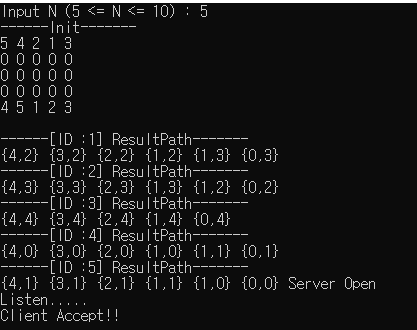 Input N (5 <= N <= 10) : 5
------Init-------
5 4 2 1 3
0 0 0 0 0
0 0 0 0 0
0 0 0 0 0
4 5 1 2 3
------[ID :1] ResultPath-------
{4,2} {3,2} {2,2} {1,2} {1,3} {0,3}
------[ID :2] ResultPath-------
{4,3} {3,3} {2,3} {1,3} {1,2} {0,2}
------[ID :3] ResultPath-------
{4,4} {3,4} {2,4} {1,4} {0,4}
------[ID :4] ResultPath-------
{4,0} {3,0} {2,0} {1,0} {1,1} {0,1}
------[ID :5] ResultPath-------
{4,1} {3,1} {2,1} {1,1} {1,0} {0,0} Server Open
Listen.....
Client Accept!!